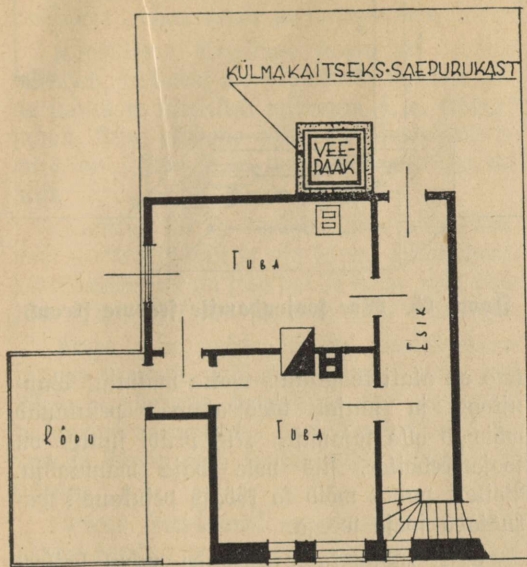 KÜLMAKAITSEKS·SAEPURUKAST
VEE-
PAAK
TUBA
ESIK
RÕDU
TUBA